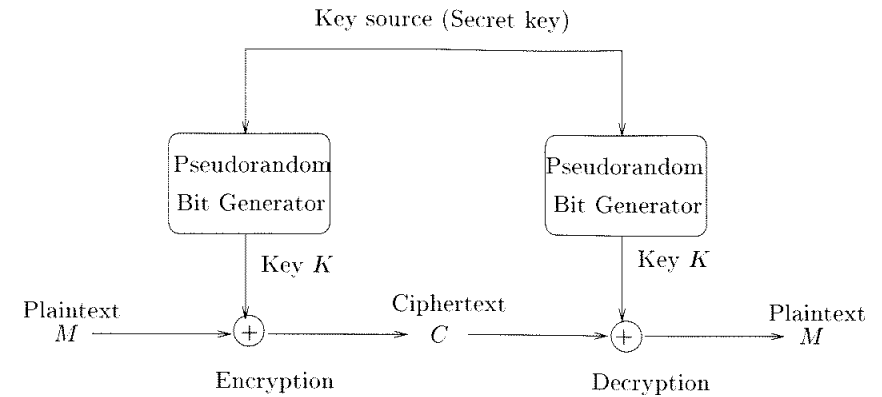 Key source (Secret key)
Pseudorandom
Bit Generator
Pseudorandom
Bit Generator
Key K
Key K
Plaintext
M
+
Ciphertext
C
+
Plaintext
M
Encryption
Decryption